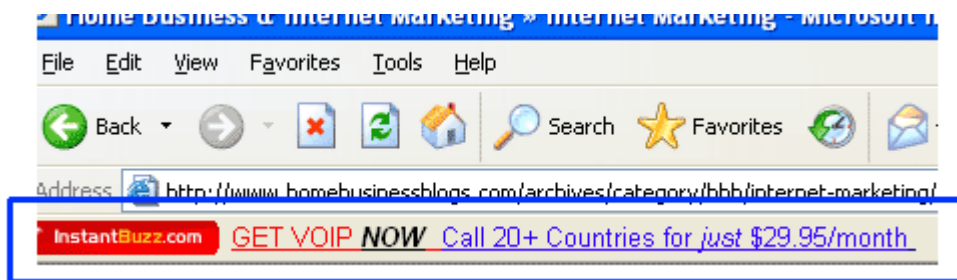 Home Business & Internet Marketing » Internet Marketing - Microsoft
File Edit View Favorites Tools Help
Back Search Favorites
Address http://www.homebusinessblogs.com/archives/category/hbb/internet-marketing/
InstantBuzz.com GET VOIP NOW Call 20+ Countries for just $29.95/month